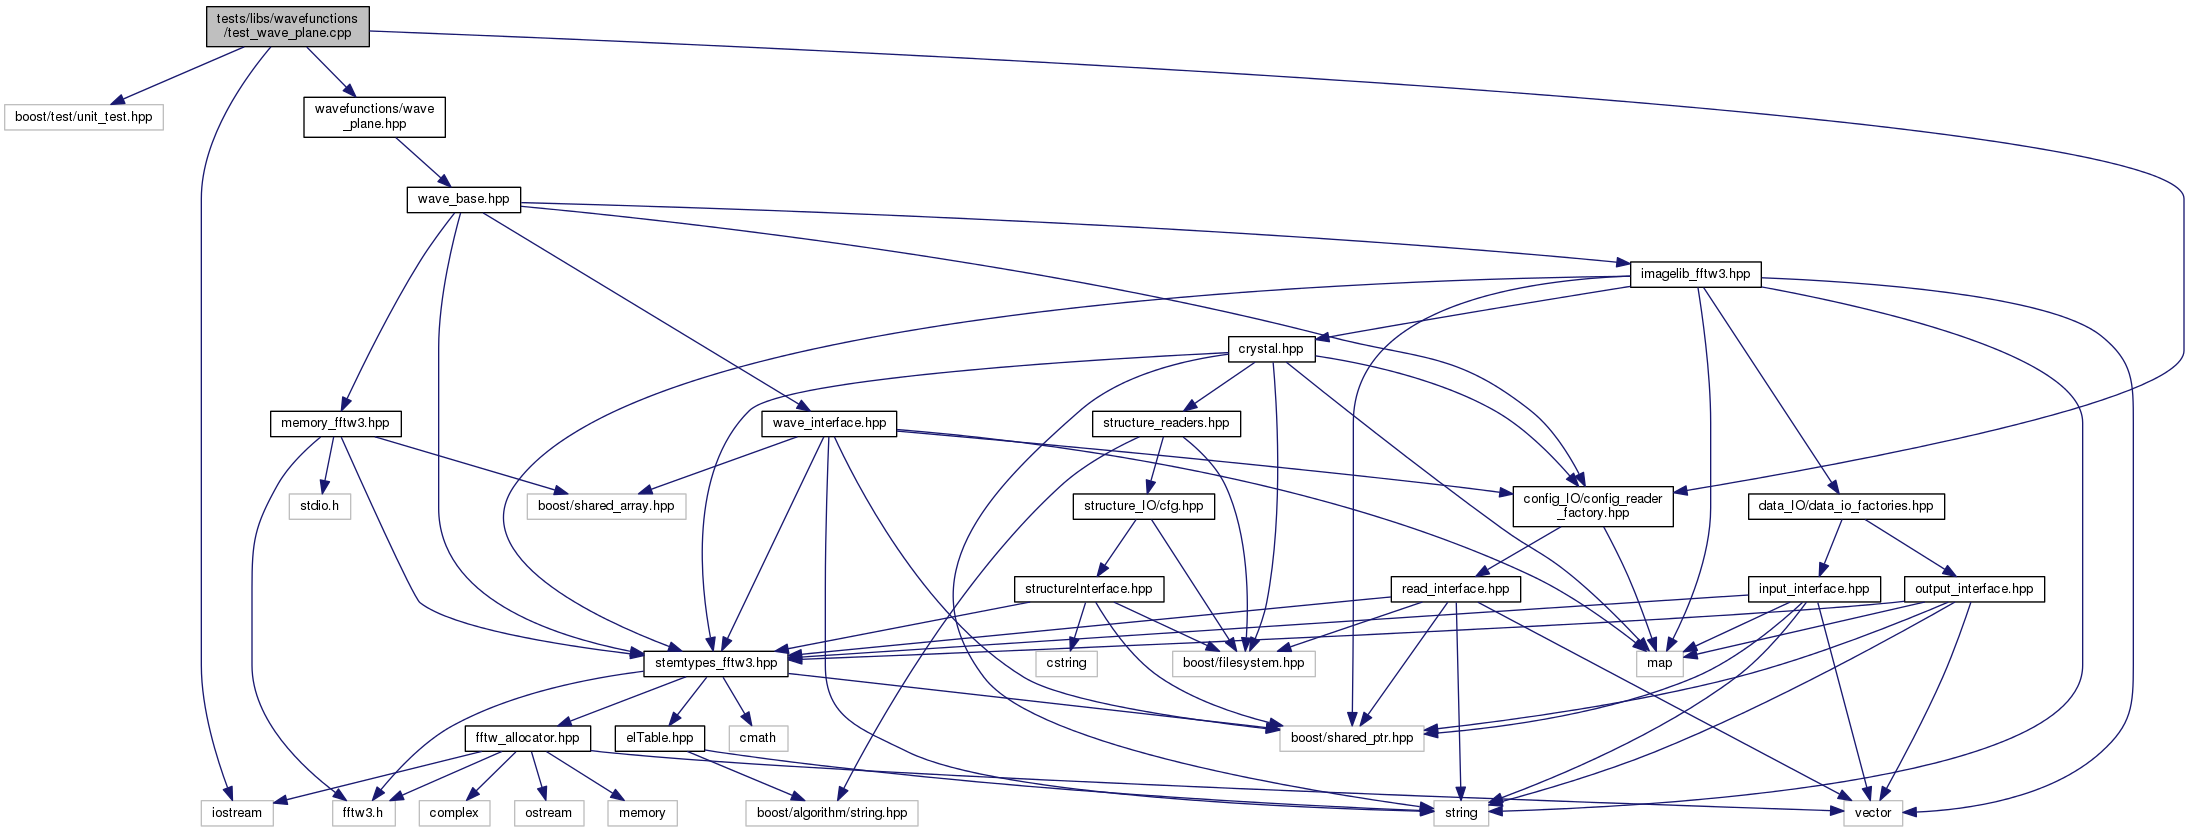 tests/libs/wavefunctions
/test_wave_plane.cpp
boost/test/unit_test.hpp
wavefunctions/wave
_plane.hpp
wave_base.hpp
imagelib_fftw3.hpp
crystal.hpp
memory_fftw3.hpp
wave_interface.hpp
structure_readers.hpp
stdio.h
boost/shared_array.hpp
structure_IO/cfg.hpp
config_IO/config_reader
_factory.hpp
data_IO/data_io_factories.hpp
structureInterface.hpp
read_interface.hpp
input_interface.hpp
output_interface.hpp
stemtypes_fftw3.hpp
cstring
boost/filesystem.hpp
map
fftw_allocator.hpp
elTable.hpp
cmath
boost/shared_ptr.hpp
iostream
fftw3.h
complex
ostream
memory
boost/algorithm/string.hpp
string
vector